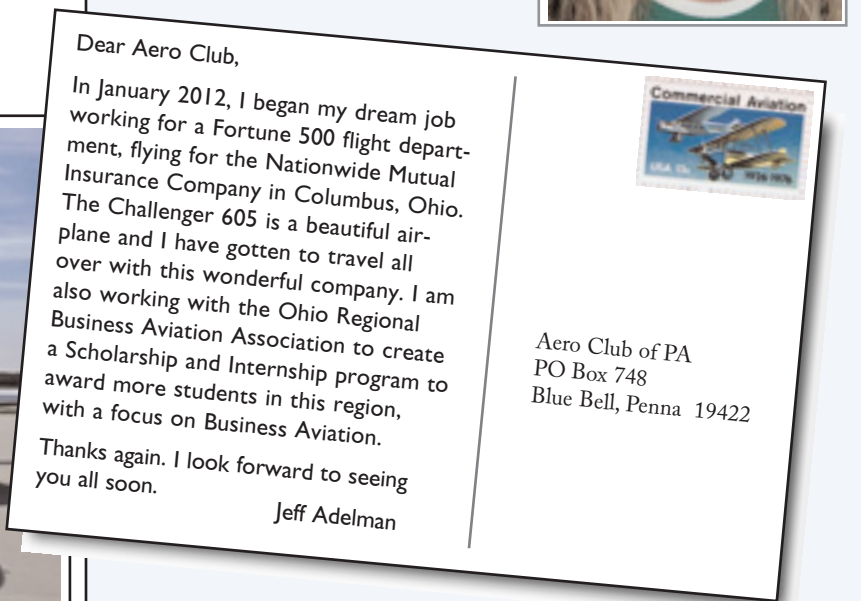 Dear Aero Club,
In January 2012, I began my dream job
working for a Fortune 500 flight depart-
ment, flying for the Nationwide Mutual
Insurance Company in Columbus, Ohio.
The Challenger 605 is a beautiful air-
plane and I have gotten to travel all
over with this wonderful company. I am
also working with the Ohio Regional
Business Aviation Association to create
a Scholarship and Internship program to
award more students in this region,
with a focus on Business Aviation.
Thanks again. I look forward to seeing
you all soon.
Jeff Adelman
Commercial Aviation
USA 13c
1926 1976
Aero Club of PA
PO Box 748
Blue Bell, Penna 19422